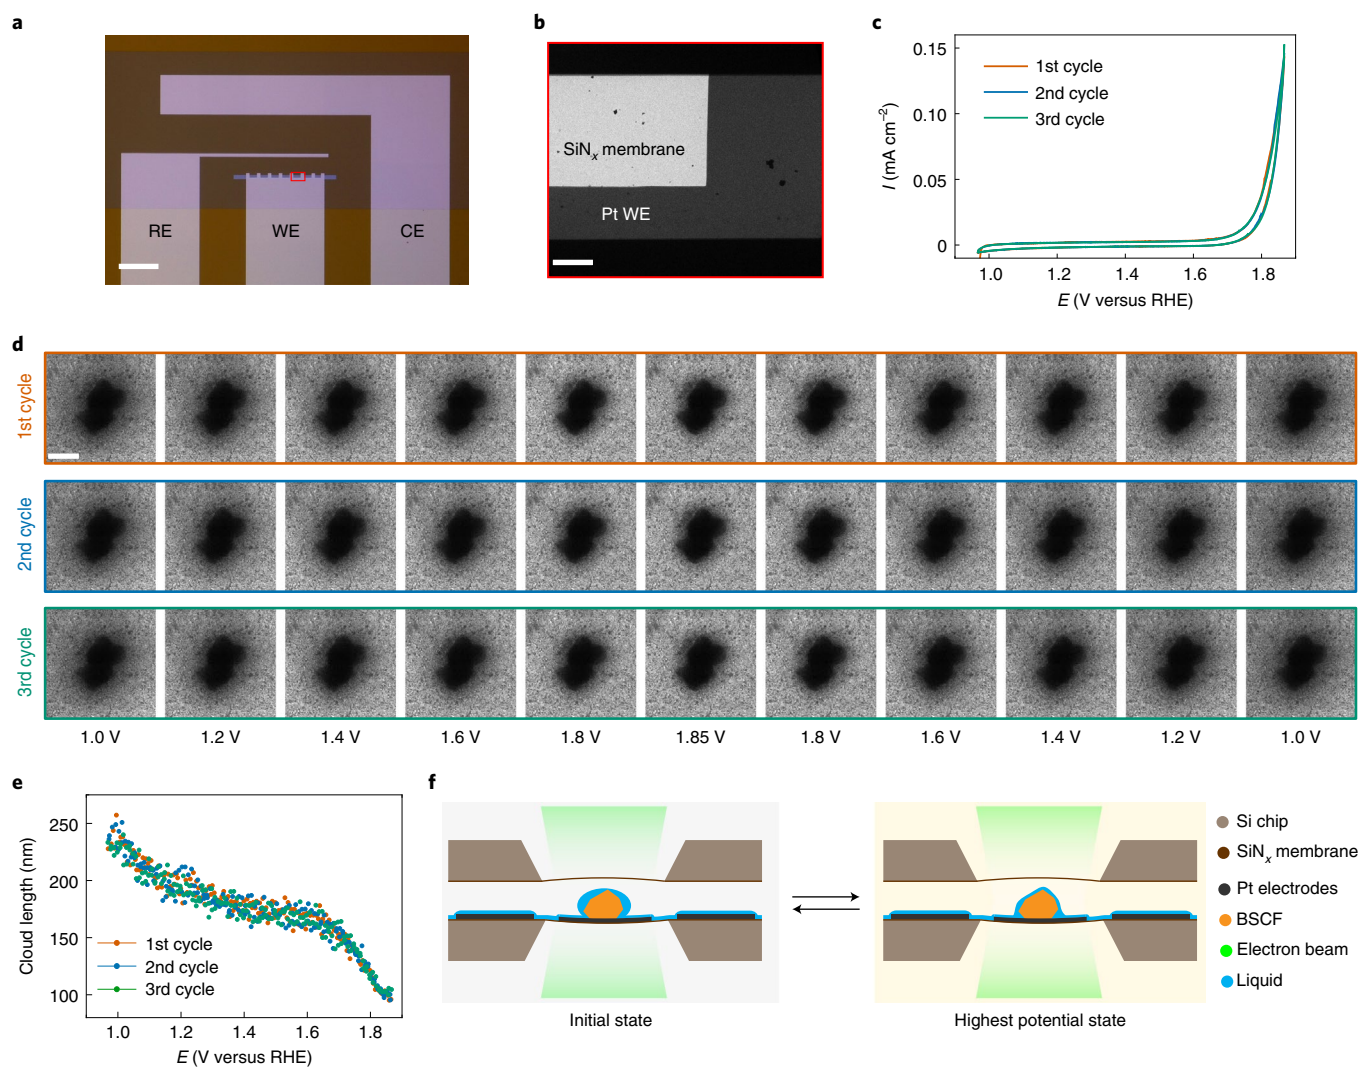 a
RE
WE
CE
b
SiNₓ membrane
Pt WE
c
0.15
0.10
0.05
0
I (mA cm⁻²)
1st cycle
2nd cycle
3rd cycle
1.0 1.2 1.4 1.6 1.8
E (V versus RHE)
d
1st cycle
2nd cycle
3rd cycle
1.0 V 1.2 V 1.4 V 1.6 V 1.8 V 1.85 V 1.8 V 1.6 V 1.4 V 1.2 V 1.0 V
e
250
200
150
100
Cloud length (nm)
1st cycle
2nd cycle
3rd cycle
1.0 1.2 1.4 1.6 1.8
E (V versus RHE)
f
Initial state
Highest potential state
Si chip
SiNₓ membrane
Pt electrodes
BSCF
Electron beam
Liquid